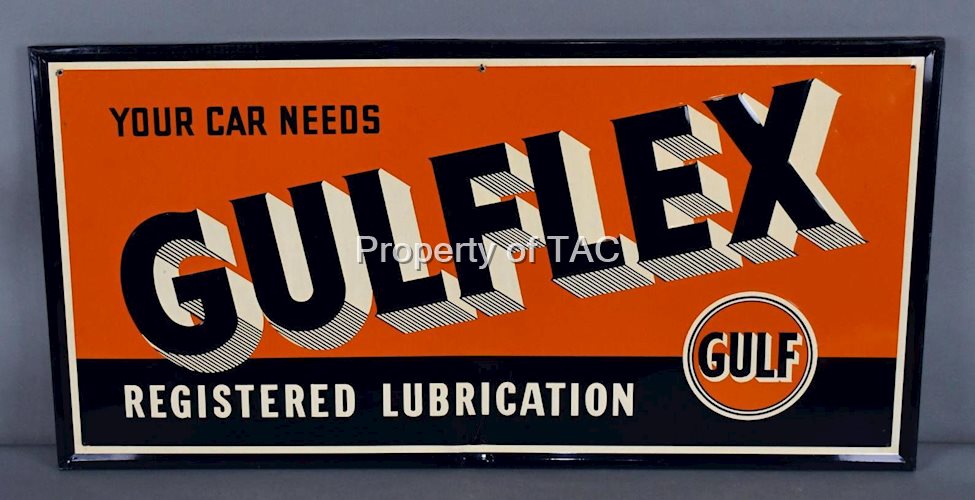 YOUR CAR NEEDS
GULFLEX
Property of TAC
GULF
REGISTERED LUBRICATION